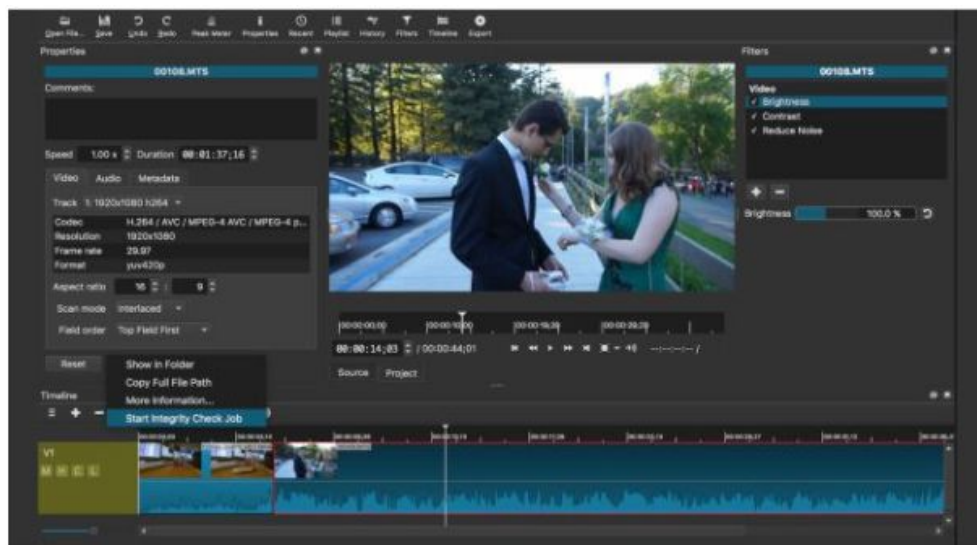 Open File... Save Undo Redo Peak Meter Properties Recent Playlist History Filters Timeline Export
Properties
00108.MTS
Comments:
Speed 1.00 x Duration 00:01:37;16
Video Audio Metadata
Track 1: 1920x1080 h264
Codec H.264 / AVC / MPEG-4 AVC / MPEG-4 p...
Resolution 1920x1080
Frame rate 29.97
Format yuv420p
Aspect ratio 16 : 9
Scan mode Interlaced
Field order Top Field First
Reset
Show in Folder
Copy Full File Path
More Information...
Start Integrity Check Job
00:00:00;00
00:00:14;03 / 00:00:44;01
Source Project
Filters
00108.MTS
Video
✓ Brightness
✓ Contrast
✓ Reduce Noise
Brightness 100.0 %
Timeline
V1
M H C L